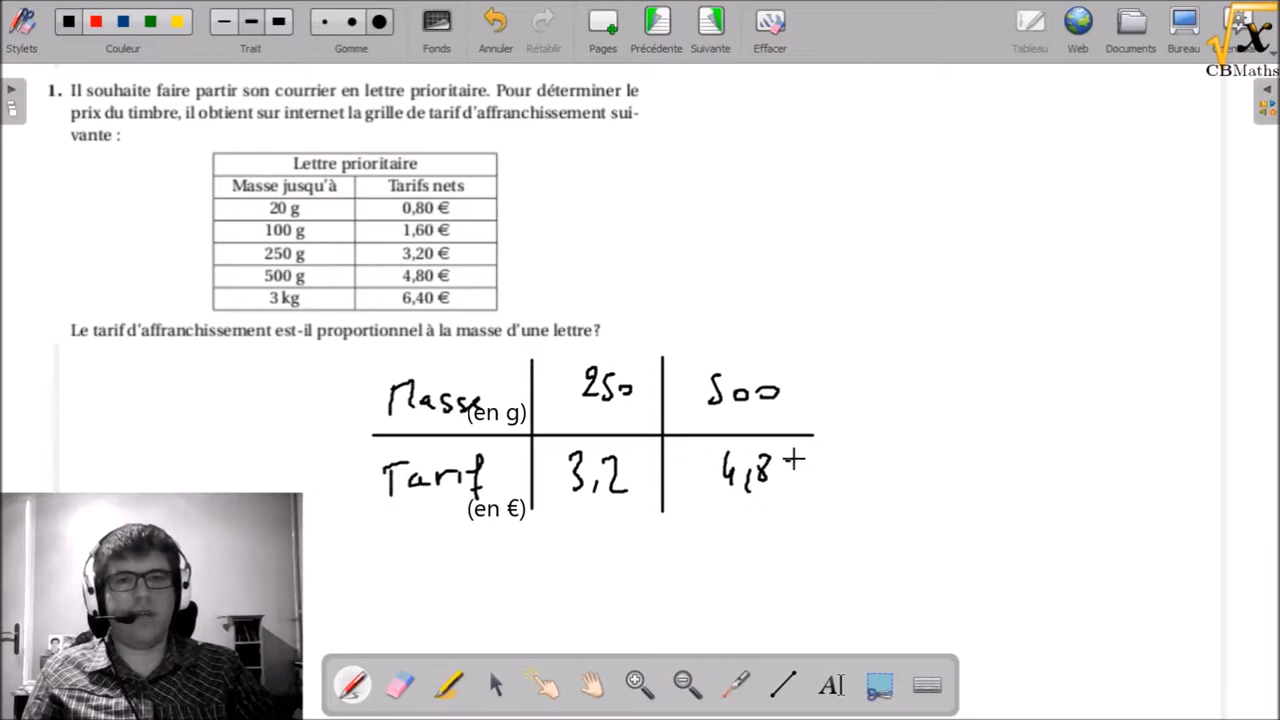 Stylets
Couleur
Trait
Gomme
Fonds
Annuler
Rétablir
Pages
Précédente
Suivante
Effacer
Tableau
Web
Documents
Bureau
CBMaths
1. Il souhaite faire partir son courrier en lettre prioritaire. Pour déterminer le
prix du timbre, il obtient sur internet la grille de tarif d'affranchissement sui-
vante :
Lettre prioritaire
Masse jusqu'à Tarifs nets
20 g 0,80 €
100 g 1,60 €
250 g 3,20 €
500 g 4,80 €
3 kg 6,40 €
Le tarif d'affranchissement est-il proportionnel à la masse d'une lettre?
Masse (en g) 250 500
Tarif (en €) 3,2 4,8